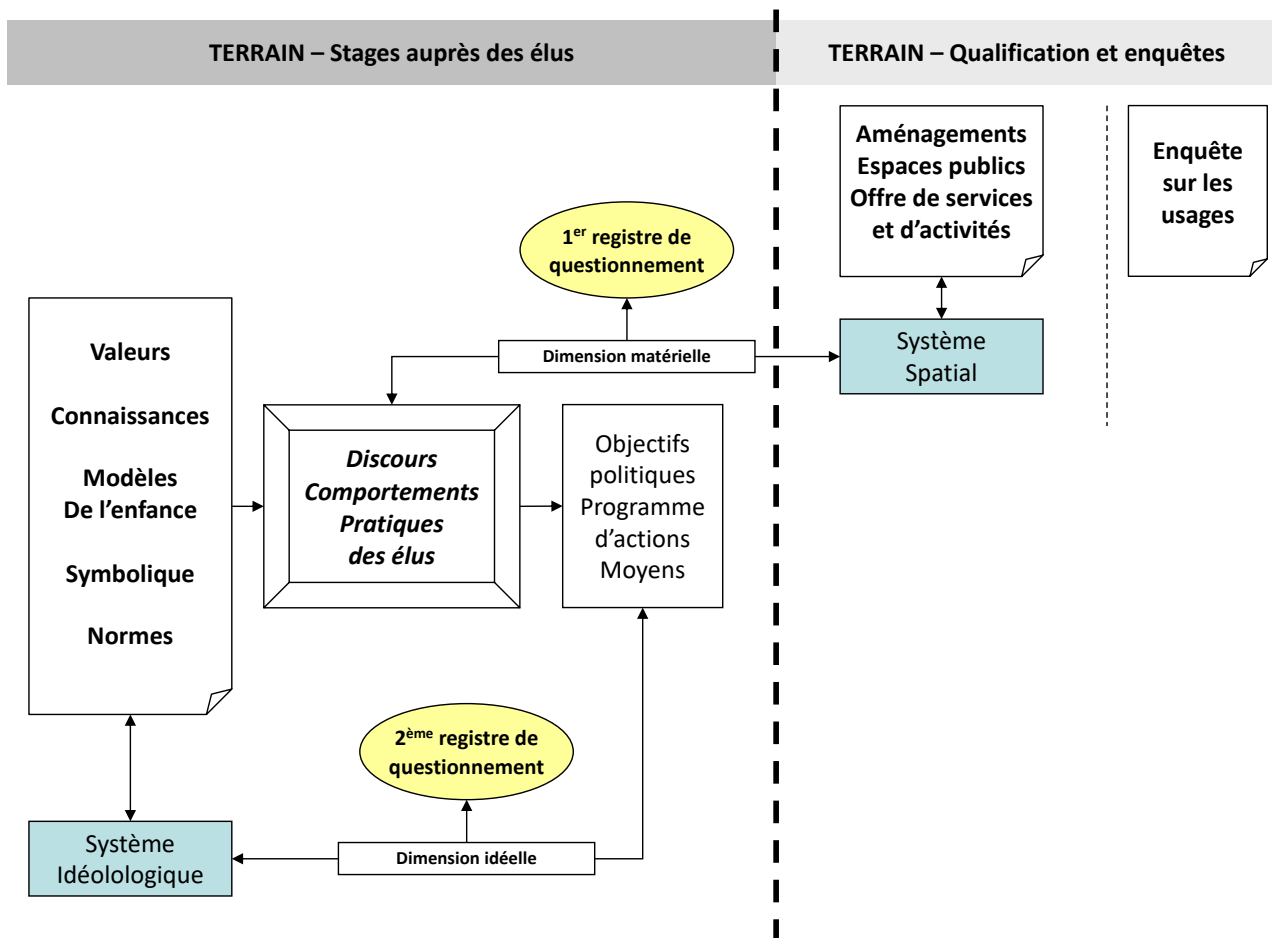 TERRAIN – Stages auprès des élus
TERRAIN – Qualification et enquêtes
Aménagements
Espaces publics
Offre de services
et d’activités
Enquête
sur les
usages
1er registre de
questionnement
Dimension matérielle
Système
Spatial
Valeurs
Connaissances
Modèles
De l’enfance
Symbolique
Normes
Discours
Comportements
Pratiques
des élus
Objectifs
politiques
Programme
d’actions
Moyens
2ème registre de
questionnement
Dimension idéelle
Système
Idéolologique